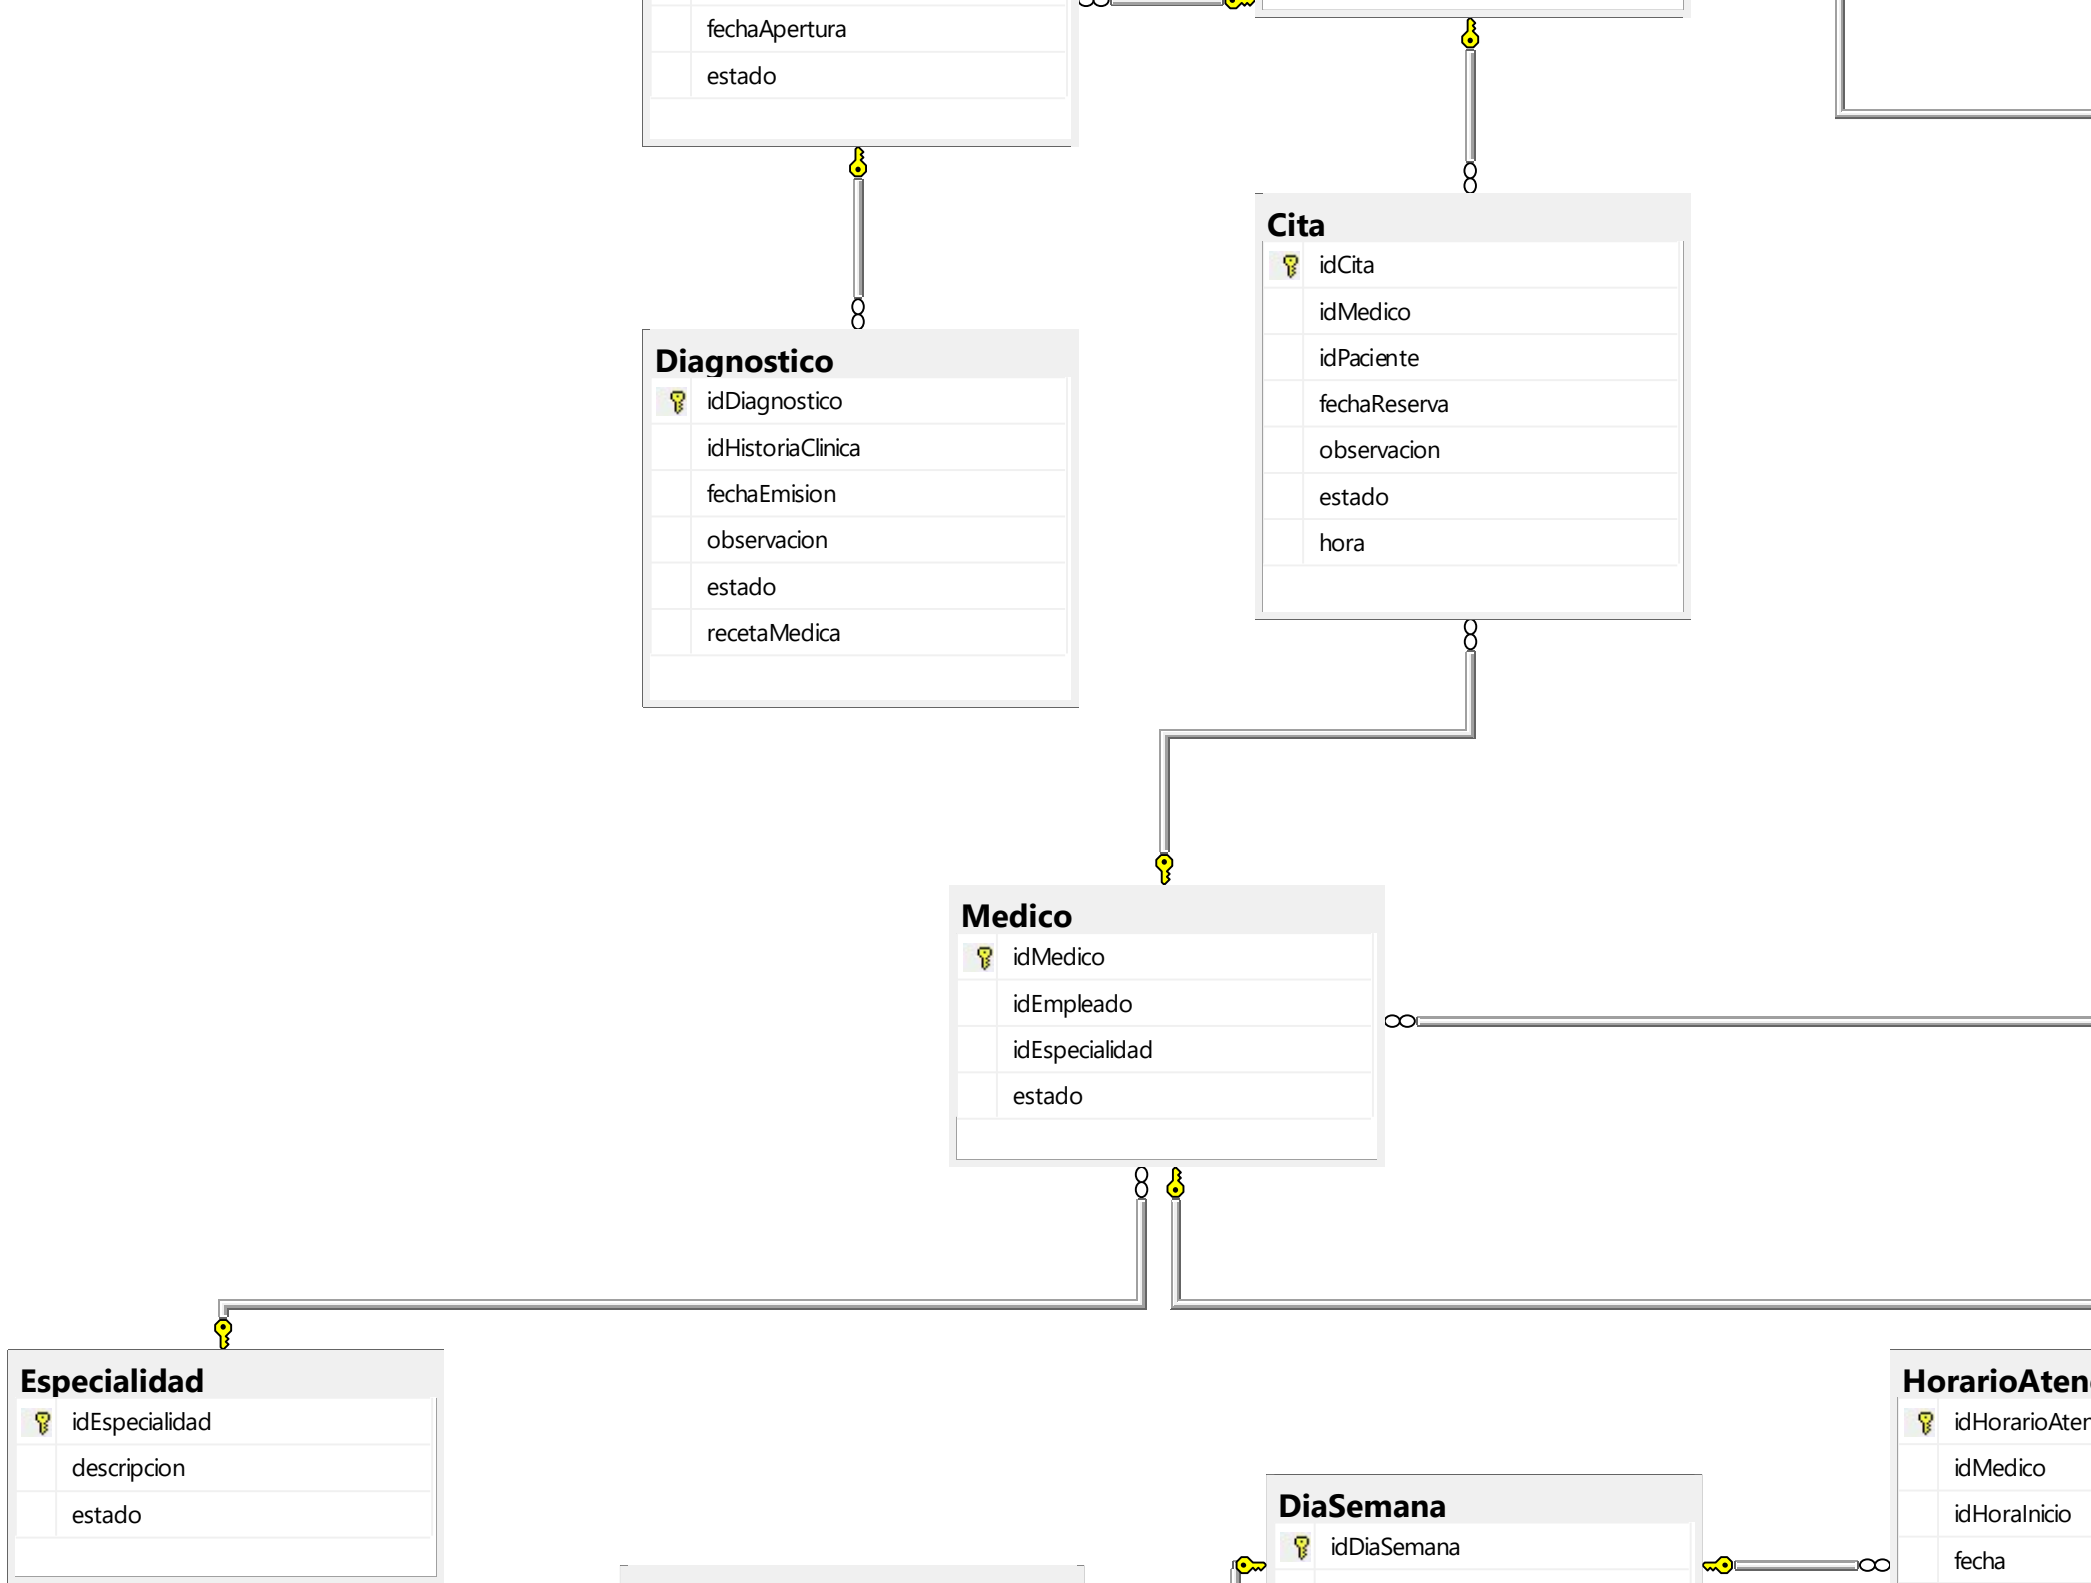 fechaApertura
estado
Cita
idCita
idMedico
idPaciente
fechaReserva
observacion
estado
hora
Diagnostico
idDiagnostico
idHistoriaClinica
fechaEmision
observacion
estado
recetaMedica
Medico
idMedico
idEmpleado
idEspecialidad
estado
Especialidad
idEspecialidad
descripcion
estado
DiaSemana
idDiaSemana
idMedico
idHoraInicio
fecha